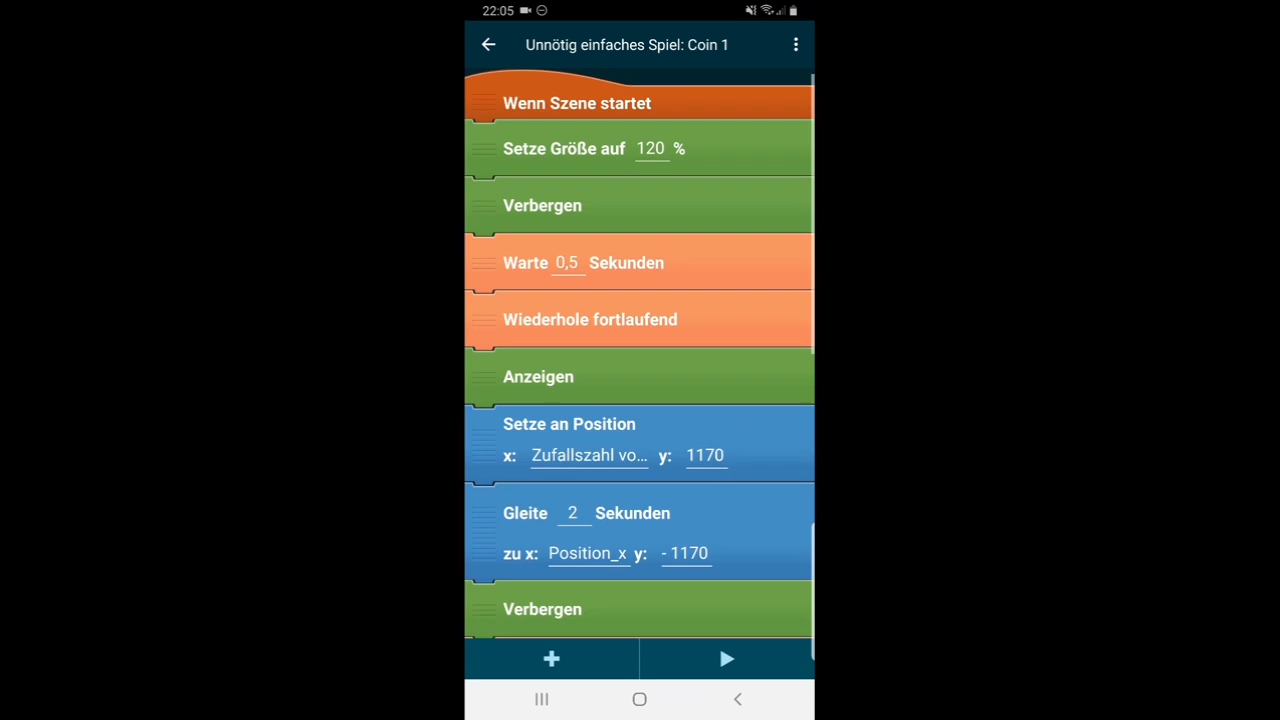 22:05
Unnötig einfaches Spiel: Coin 1
Wenn Szene startet
Setze Größe auf 120 %
Verbergen
Warte 0,5 Sekunden
Wiederhole fortlaufend
Anzeigen
Setze an Position
x: Zufallszahl vo... y: 1170
Gleite 2 Sekunden
zu x: Position_x y: - 1170
Verbergen